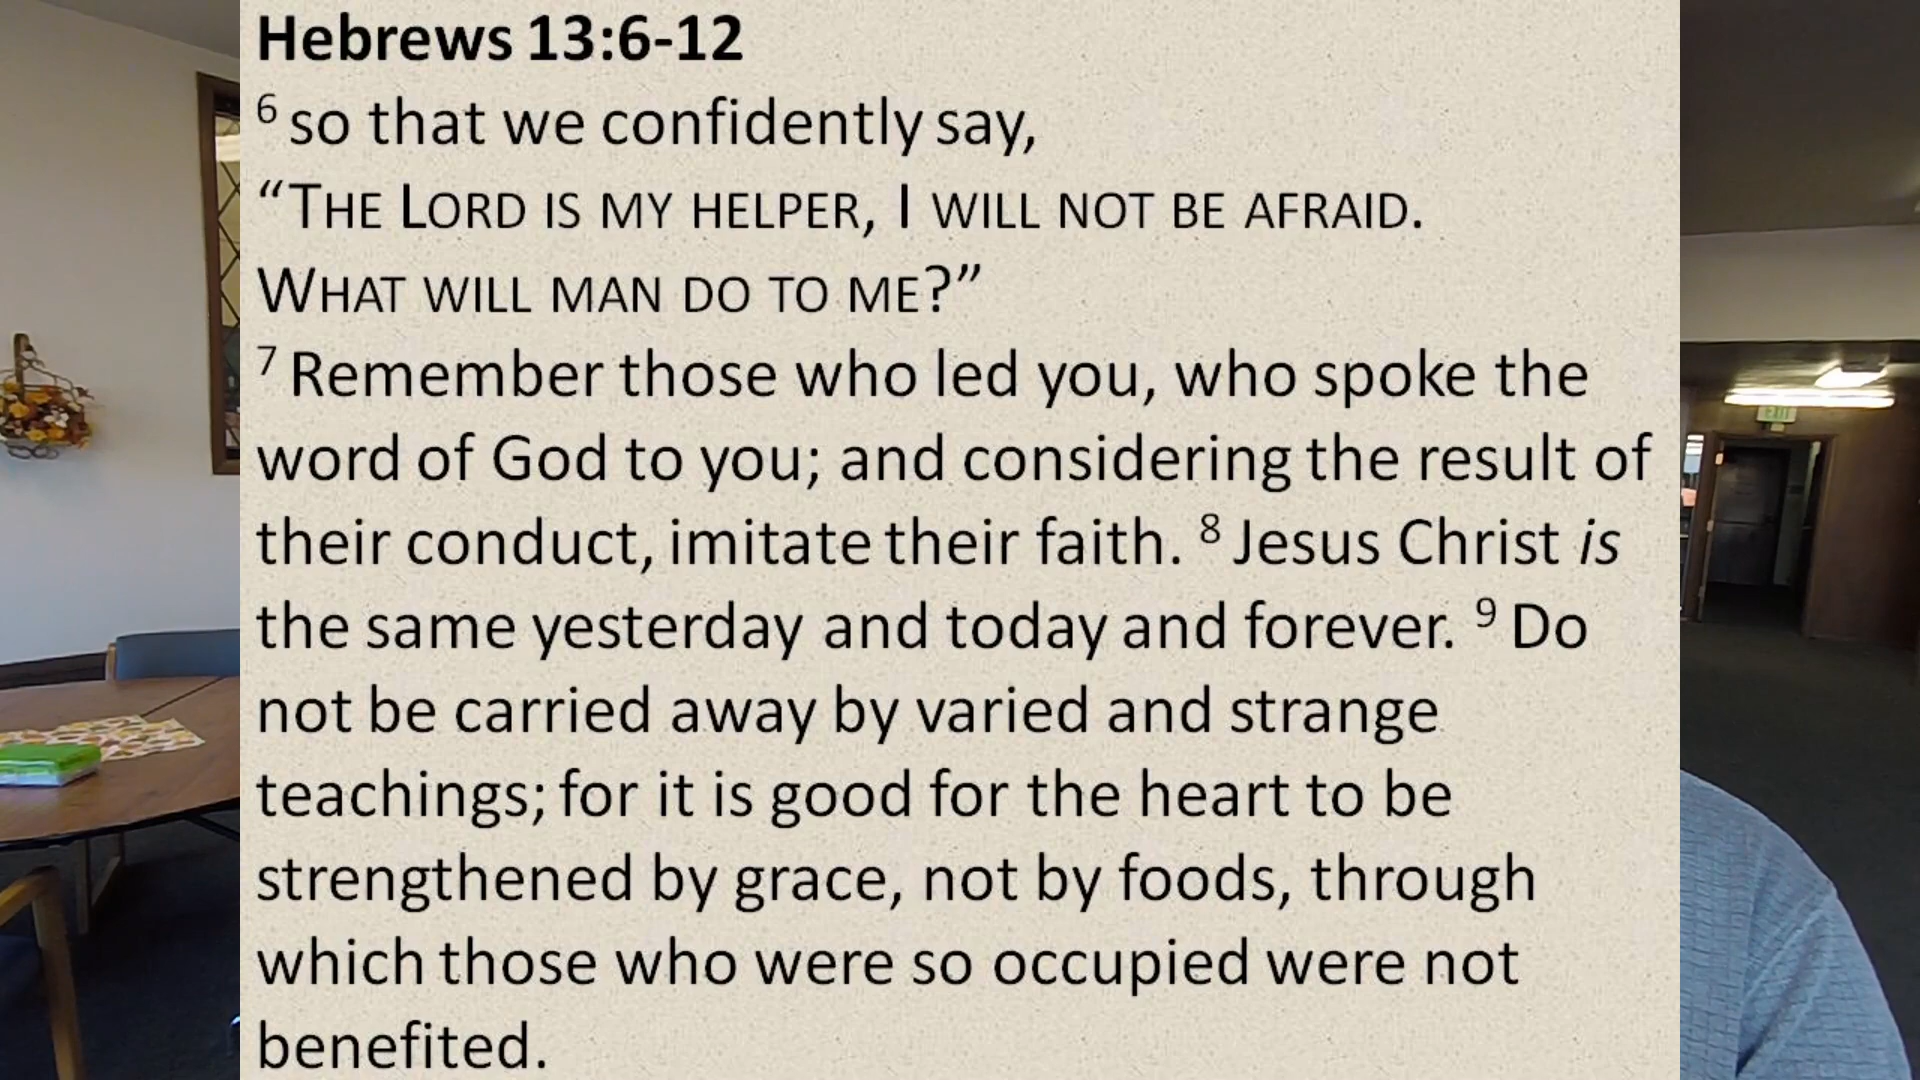 Hebrews 13:6-12
6 so that we confidently say,
“THE LORD IS MY HELPER, I WILL NOT BE AFRAID.
WHAT WILL MAN DO TO ME?”
7 Remember those who led you, who spoke the
word of God to you; and considering the result of
their conduct, imitate their faith. 8 Jesus Christ is
the same yesterday and today and forever. 9 Do
not be carried away by varied and strange
teachings; for it is good for the heart to be
strengthened by grace, not by foods, through
which those who were so occupied were not
benefited.
EXIT